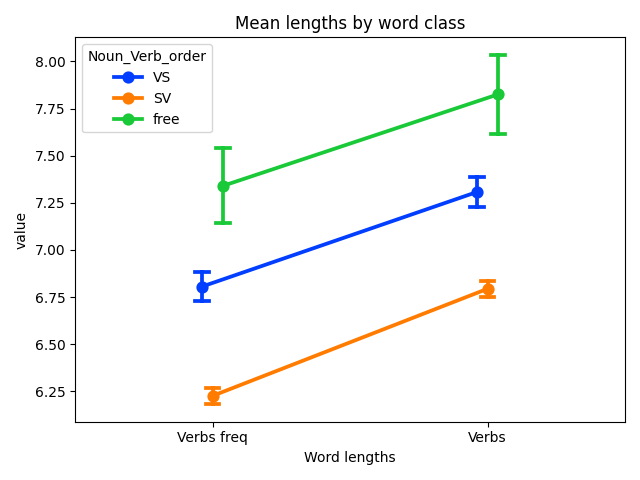 Mean lengths by word class
Noun_Verb_order
VS
SV
free
value
8.00
7.75
7.50
7.25
7.00
6.75
6.50
6.25
Verbs freq
Verbs
Word lengths